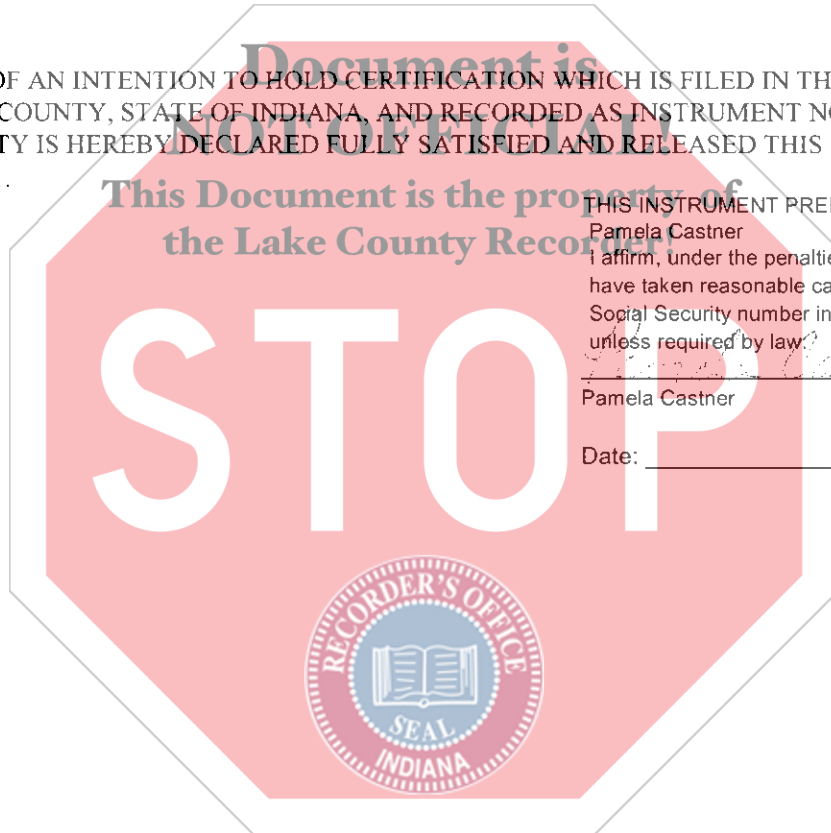 Document is
OF AN INTENTION TO HOLD CERTIFICATION WHICH IS FILED IN TH
COUNTY, STATE OF INDIANA, AND RECORDED AS INSTRUMENT NO
NOT OFFICIAL!
TY IS HEREBY DECLARED FULLY SATISFIED AND RELEASED THIS
This Document is the property of
the Lake County Recorder!
THIS INSTRUMENT PREI
Pamela Castner
I affirm, under the penaltie
have taken reasonable ca
Social Security number in
unless required by law.
Pamela Castner
Date:
STOP
RECORDER'S OFFICE
SEAL
INDIANA